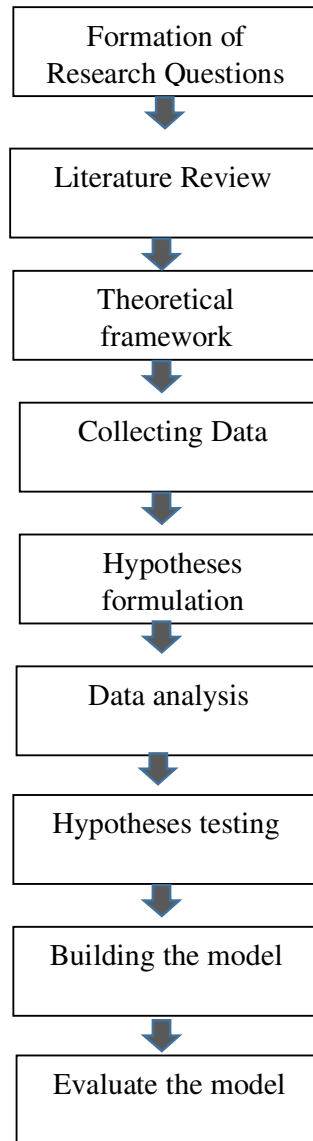 Formation of
Research Questions
Literature Review
Theoretical
framework
Collecting Data
Hypotheses
formulation
Data analysis
Hypotheses testing
Building the model
Evaluate the model